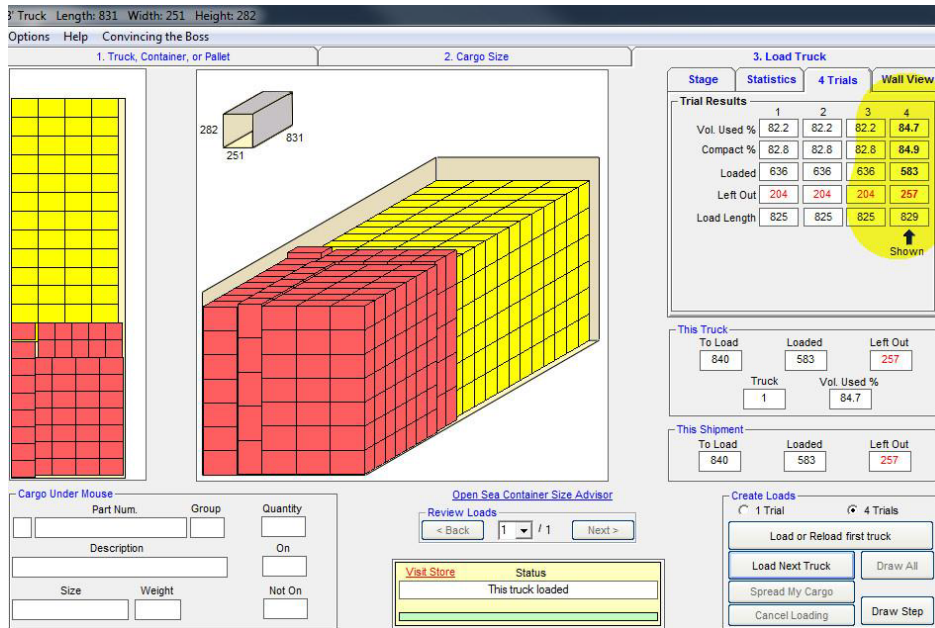 3' Truck Length: 831 Width: 251 Height: 282
Options Help Convincing the Boss
1. Truck, Container, or Pallet 2. Cargo Size 3. Load Truck
Stage Statistics 4 Trials Wall View
Trial Results
1 2 3 4
Vol. Used % 82.2 82.2 82.2 84.7
Compact % 82.8 82.8 82.8 84.9
Loaded 636 636 636 583
Left Out 204 204 204 257
Load Length 825 825 825 829
Shown
282
251
831
This Truck
To Load Loaded Left Out
840 583 257
Truck Vol. Used %
1 84.7
This Shipment
To Load Loaded Left Out
840 583 257
Cargo Under Mouse
Part Num. Group Quantity
Description On
Size Weight Not On
Open Sea Container Size Advisor
Review Loads
< Back 1 / 1 Next >
Visit Store Status
This truck loaded
Create Loads
1 Trial 4 Trials
Load or Reload first truck
Load Next Truck Draw All
Spread My Cargo
Cancel Loading Draw Step